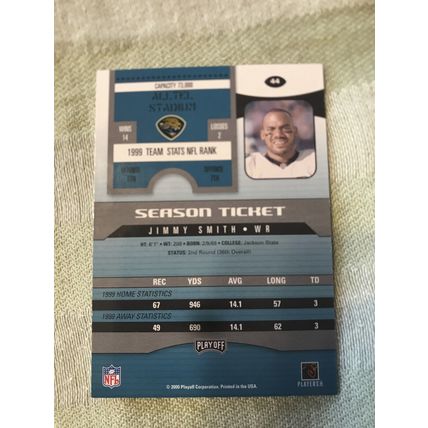 44
CAPACITY 73,000
ALLTEL
STADIUM
WINS
14
LOSSES
2
1999 TEAM STATS NFL RANK
SEASON TICKET
JIMMY SMITH • WR
HT: 6'1" • WT: 208 • BORN: 2/9/69 • COLLEGE: Jackson State
STATUS: 2nd Round (36th Overall)
REC YDS AVG LONG TD
1999 HOME STATISTICS
67 946 14.1 57 3
1999 AWAY STATISTICS
49 690 14.1 62 3
PLAYOFF
NFL
PLAYERS
© 2000 Playoff Corporation. Printed in the USA.